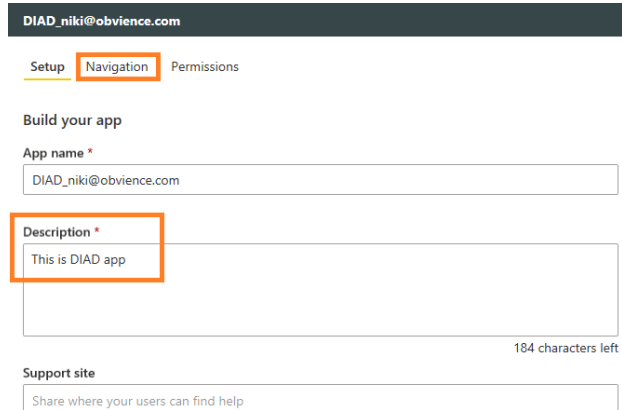 DIAD_niki@obvience.com
Setup Navigation Permissions
Build your app
App name *
DIAD_niki@obvience.com
Description *
This is DIAD app
184 characters left
Support site
Share where your users can find help